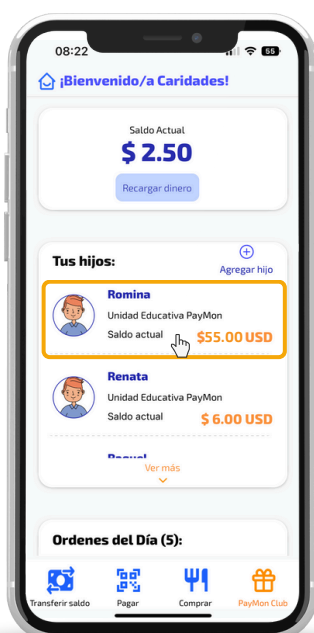 08:22
55
¡Bienvenido/a Caridades!
Saldo Actual
$ 2.50
Recargar dinero
Tus hijos:
Agregar hijo
Romina
Unidad Educativa PayMon
Saldo actual
$55.00 USD
Renata
Unidad Educativa PayMon
Saldo actual
$ 6.00 USD
Ver más
Ordenes del Día (5):
Transferir saldo
Pagar
Comprar
PayMon Club